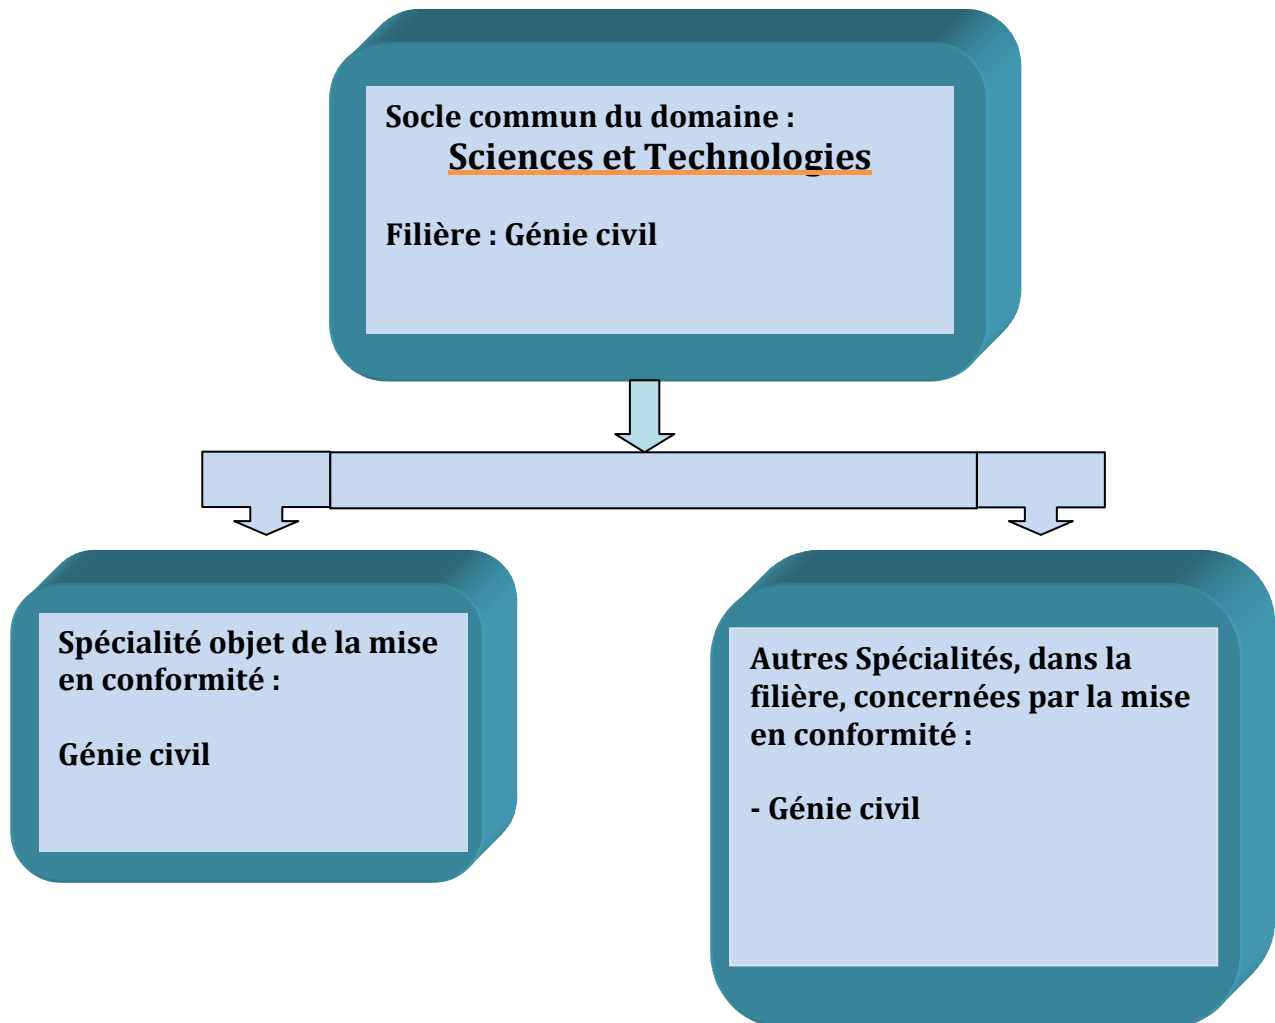 Socle commun du domaine :
Sciences et Technologies
Filière : Génie civil
Spécialité objet de la mise
en conformité :
Génie civil
Autres Spécialités, dans la
filière, concernées par la mise
en conformité :
- Génie civil